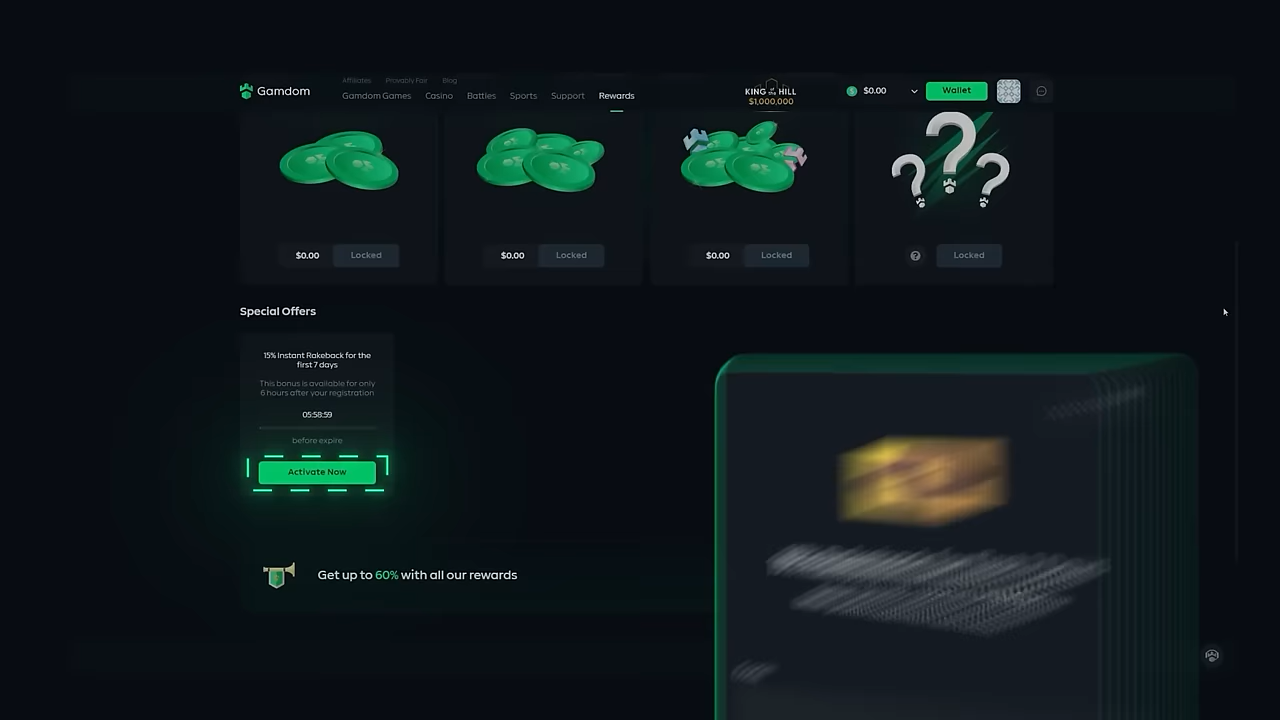 Affiliates Provably Fair Blog
Gamdom
Gamdom Games Casino Battles Sports Support Rewards
KING OF THE HILL
$1,000,000
$0.00
Wallet
$0.00 Locked
$0.00 Locked
$0.00 Locked
? Locked
Special Offers
15% Instant Rakeback for the
first 7 days
This bonus is available for only
6 hours after your registration
05:58:59
before expire
Activate Now
Get up to 60% with all our rewards